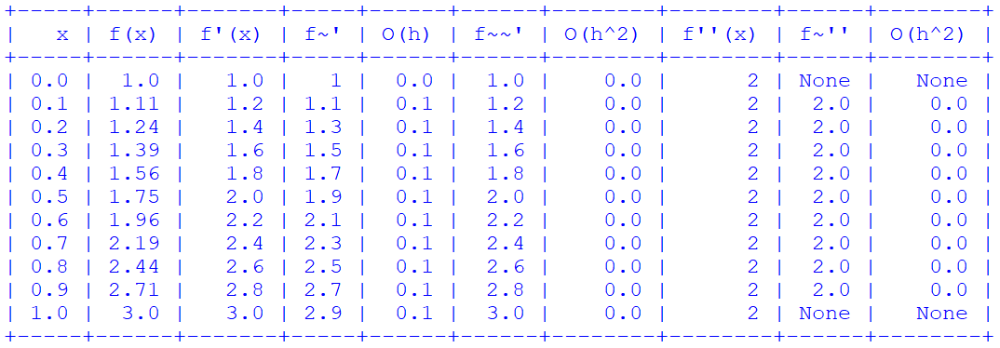 +-----+------+-------+------+------+------+--------+--------+------+--------+
|   x | f(x) | f'(x) | f~'  | O(h) | f~~' | O(h^2) | f''(x) | f~'' | O(h^2) |
+-----+------+-------+------+------+------+--------+--------+------+--------+
| 0.0 |  1.0 |   1.0 |   1 |  0.0 |  1.0 |    0.0 |      2 | None |   None |
| 0.1 | 1.11 |   1.2 | 1.1 |  0.1 |  1.2 |    0.0 |      2 |  2.0 |    0.0 |
| 0.2 | 1.24 |   1.4 | 1.3 |  0.1 |  1.4 |    0.0 |      2 |  2.0 |    0.0 |
| 0.3 | 1.39 |   1.6 | 1.5 |  0.1 |  1.6 |    0.0 |      2 |  2.0 |    0.0 |
| 0.4 | 1.56 |   1.8 | 1.7 |  0.1 |  1.8 |    0.0 |      2 |  2.0 |    0.0 |
| 0.5 | 1.75 |   2.0 | 1.9 |  0.1 |  2.0 |    0.0 |      2 |  2.0 |    0.0 |
| 0.6 | 1.96 |   2.2 | 2.1 |  0.1 |  2.2 |    0.0 |      2 |  2.0 |    0.0 |
| 0.7 | 2.19 |   2.4 | 2.3 |  0.1 |  2.4 |    0.0 |      2 |  2.0 |    0.0 |
| 0.8 | 2.44 |   2.6 | 2.5 |  0.1 |  2.6 |    0.0 |      2 |  2.0 |    0.0 |
| 0.9 | 2.71 |   2.8 | 2.7 |  0.1 |  2.8 |    0.0 |      2 |  2.0 |    0.0 |
| 1.0 |  3.0 |   3.0 | 2.9 |  0.1 |  3.0 |    0.0 |      2 | None |   None |
+-----+------+-------+-----+------+------+--------+--------+------+--------+